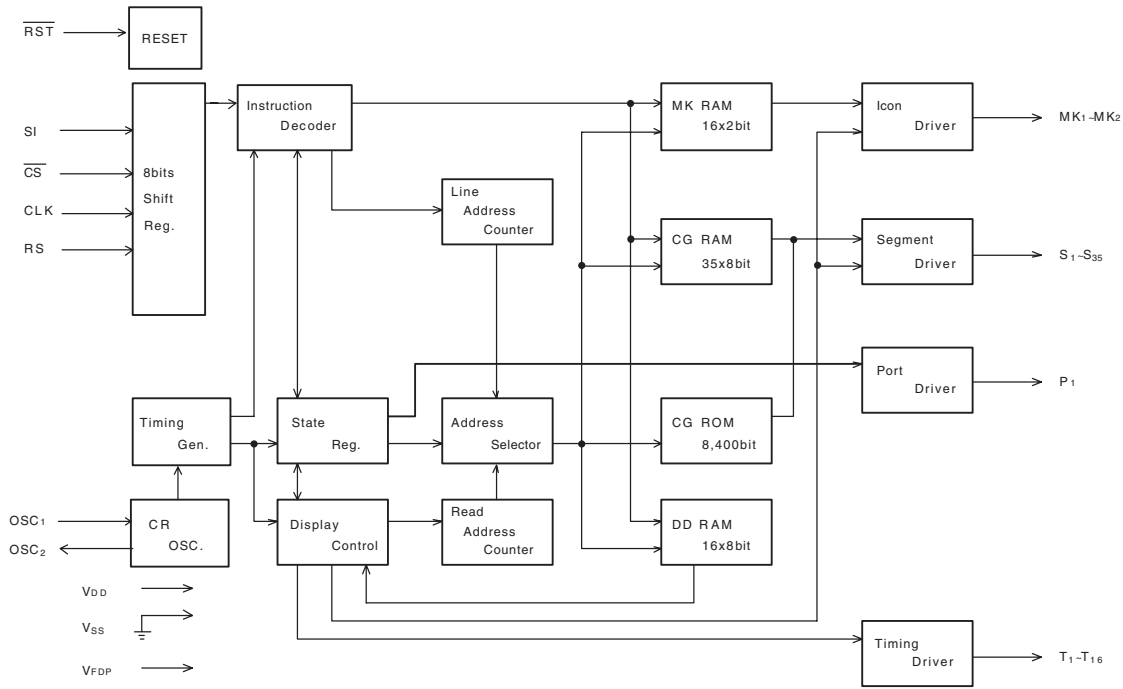 RST
RESET
SI
CS
CLK
RS
8bits
Shift
Reg.
Instruction
Decoder
Line
Address
Counter
MK RAM
16x2bit
Icon
Driver
MK1~MK2
CG RAM
35x8bit
Segment
Driver
S1~S35
Port
Driver
P1
Timing
Gen.
State
Reg.
Address
Selector
CG ROM
8,400bit
OSC1
OSC2
CR
OSC.
Display
Control
Read
Address
Counter
DD RAM
16x8bit
VDD
VSS
VFDP
Timing
Driver
T1~T16